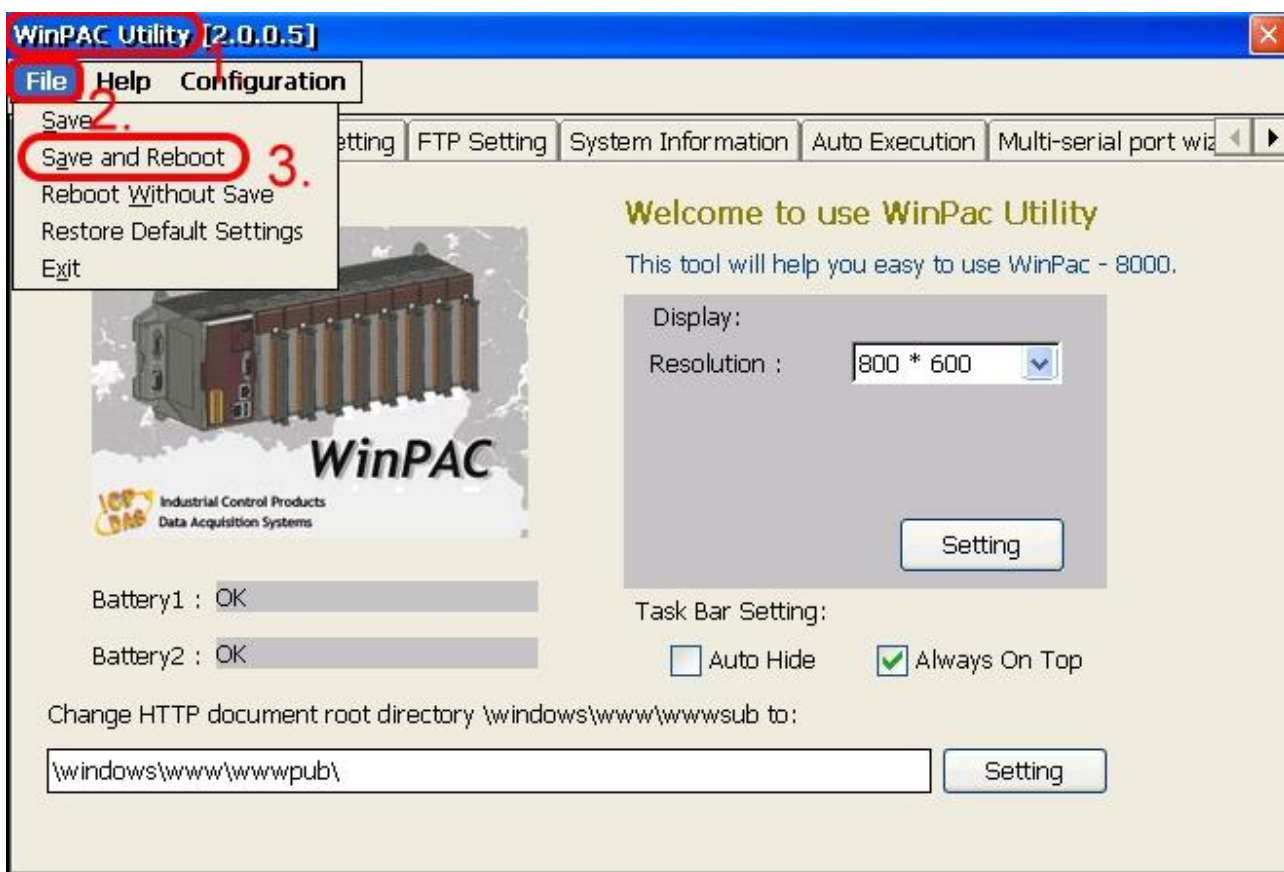 WinPAC Utility [2.0.0.5]
1.
File Help Configuration
2.
Save
Save and Reboot
3.
Reboot Without Save
Restore Default Settings
Exit
etting FTP Setting System Information Auto Execution Multi-serial port wiz
Welcome to use WinPac Utility
This tool will help you easy to use WinPac - 8000.
WinPAC
ICP DAS
Industrial Control Products
Data Acquisition Systems
Display:
Resolution : 800 * 600
Setting
Battery1 : OK
Battery2 : OK
Task Bar Setting:
Auto Hide Always On Top
Change HTTP document root directory \windows\www\wwwsub to:
\windows\www\wwwpub\ Setting